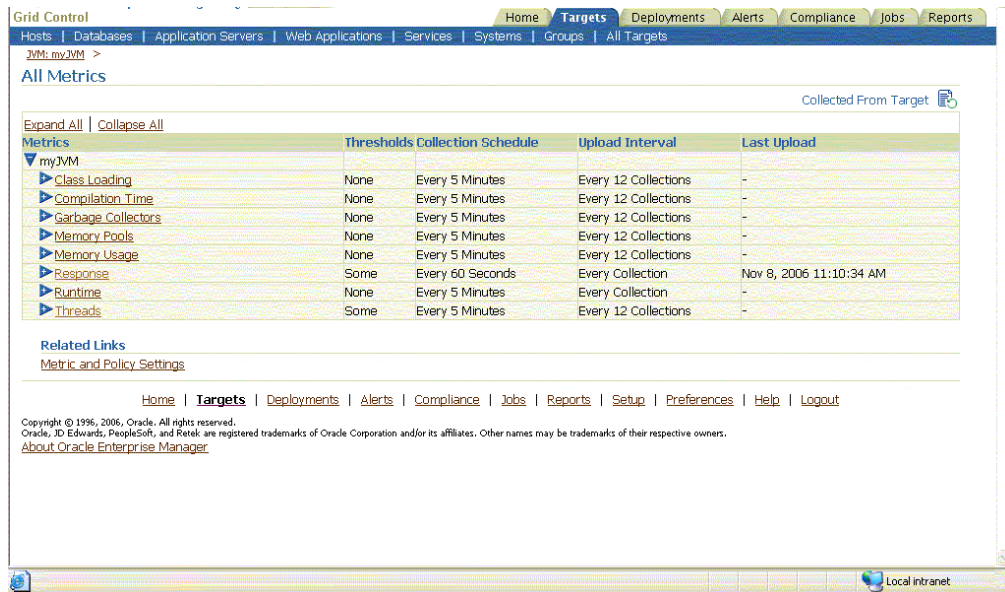 Grid Control
Home Targets Deployments Alerts Compliance Jobs Reports
Hosts | Databases | Application Servers | Web Applications | Services | Systems | Groups | All Targets
JVM: myJVM >
All Metrics
Collected From Target
Expand All | Collapse All
Metrics Thresholds Collection Schedule Upload Interval Last Upload
myJVM
Class Loading None Every 5 Minutes Every 12 Collections -
Compilation Time None Every 5 Minutes Every 12 Collections -
Garbage Collectors None Every 5 Minutes Every 12 Collections -
Memory Pools None Every 5 Minutes Every 12 Collections -
Memory Usage None Every 5 Minutes Every 12 Collections -
Response Some Every 60 Seconds Every Collection Nov 8, 2006 11:10:34 AM
Runtime None Every 5 Minutes Every Collection -
Threads Some Every 5 Minutes Every 12 Collections -
Related Links
Metric and Policy Settings
Home | Targets | Deployments | Alerts | Compliance | Jobs | Reports | Setup | Preferences | Help | Logout
Copyright © 1996, 2006, Oracle. All rights reserved.
Oracle, JD Edwards, PeopleSoft, and Retek are registered trademarks of Oracle Corporation and/or its affiliates. Other names may be trademarks of their respective owners.
About Oracle Enterprise Manager
Local intranet